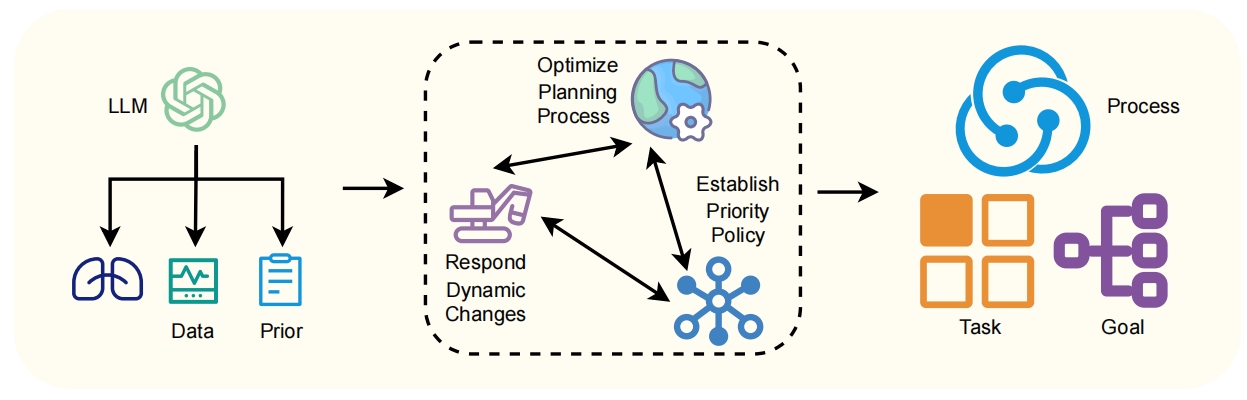 LLM
Data
Prior
Optimize
Planning
Process
Establish
Priority
Policy
Respond
Dynamic
Changes
Process
Task
Goal